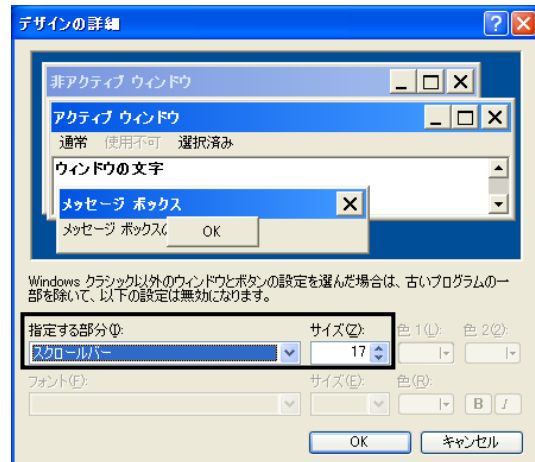 デザインの詳細
非アクティブ ウィンドウ
アクティブ ウィンドウ
通常 使用不可 選択済み
ウィンドウの文字
メッセージ ボックス
メッセージ ボックスの
OK
Windows クラシック以外のウィンドウとボタンの設定を選んだ場合は、古いプログラムの一
部を除いて、以下の設定は無効になります。
指定する部分(I): サイズ(Z): 色 1(L): 色 2(2):
スクロールバー 17
フォント(F): サイズ(E): 色(R):
B I
OK キャンセル